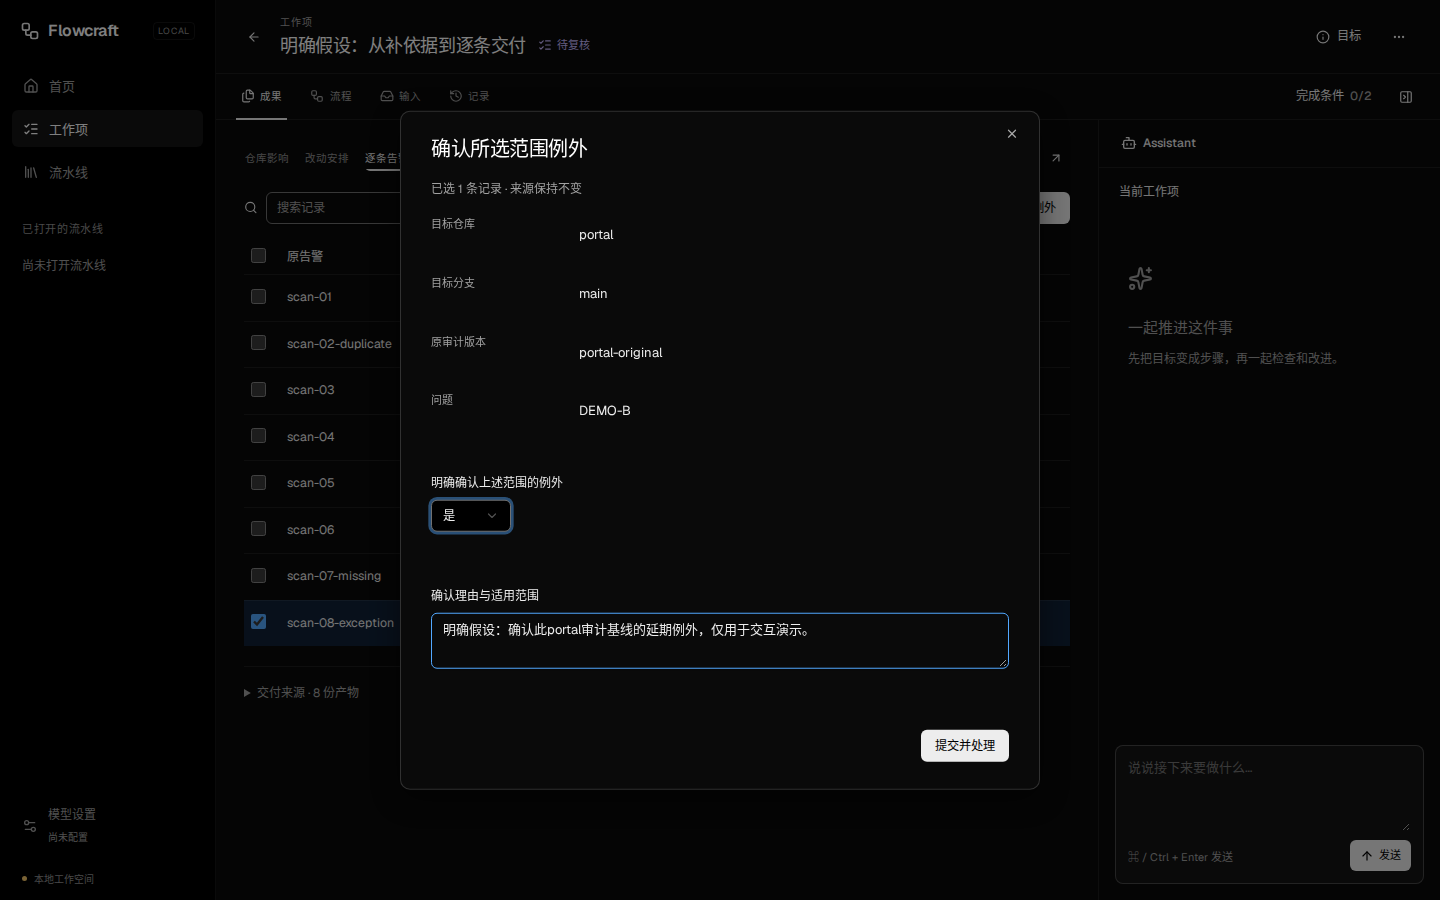 Flowcraft
LOCAL
首页
工作项
流水线
已打开的流水线
尚未打开流水线
模型设置
尚未配置
本地工作空间
工作项
明确假设：从补依据到逐条交付
待复核
目标
成果
流程
输入
记录
完成条件 0/2
仓库影响
改动安排
逐条告
搜索记录
例外
原告警
scan-01
scan-02-duplicate
scan-03
scan-04
scan-05
scan-06
scan-07-missing
scan-08-exception
交付来源 · 8 份产物
确认所选范围例外
已选 1 条记录 · 来源保持不变
目标仓库
portal
目标分支
main
原审计版本
portal-original
问题
DEMO-B
明确确认上述范围的例外
是
确认理由与适用范围
明确假设：确认此portal审计基线的延期例外，仅用于交互演示。
提交并处理
Assistant
当前工作项
一起推进这件事
先把目标变成步骤，再一起检查和改进。
说说接下来要做什么...
⌘ / Ctrl + Enter 发送
发送